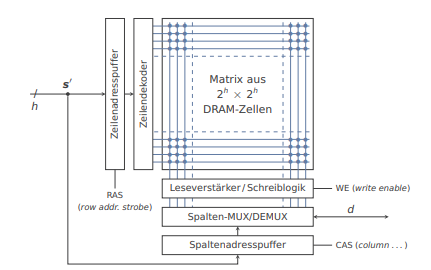 s′
h
Zeilenadresspuffer
Zeilendekoder
Matrix aus
2^h × 2^h
DRAM-Zellen
RAS
(row addr. strobe)
Leseverstärker/Schreiblogik
WE (write enable)
Spalten-MUX/DEMUX
d
Spaltenadresspuffer
CAS (column ...)